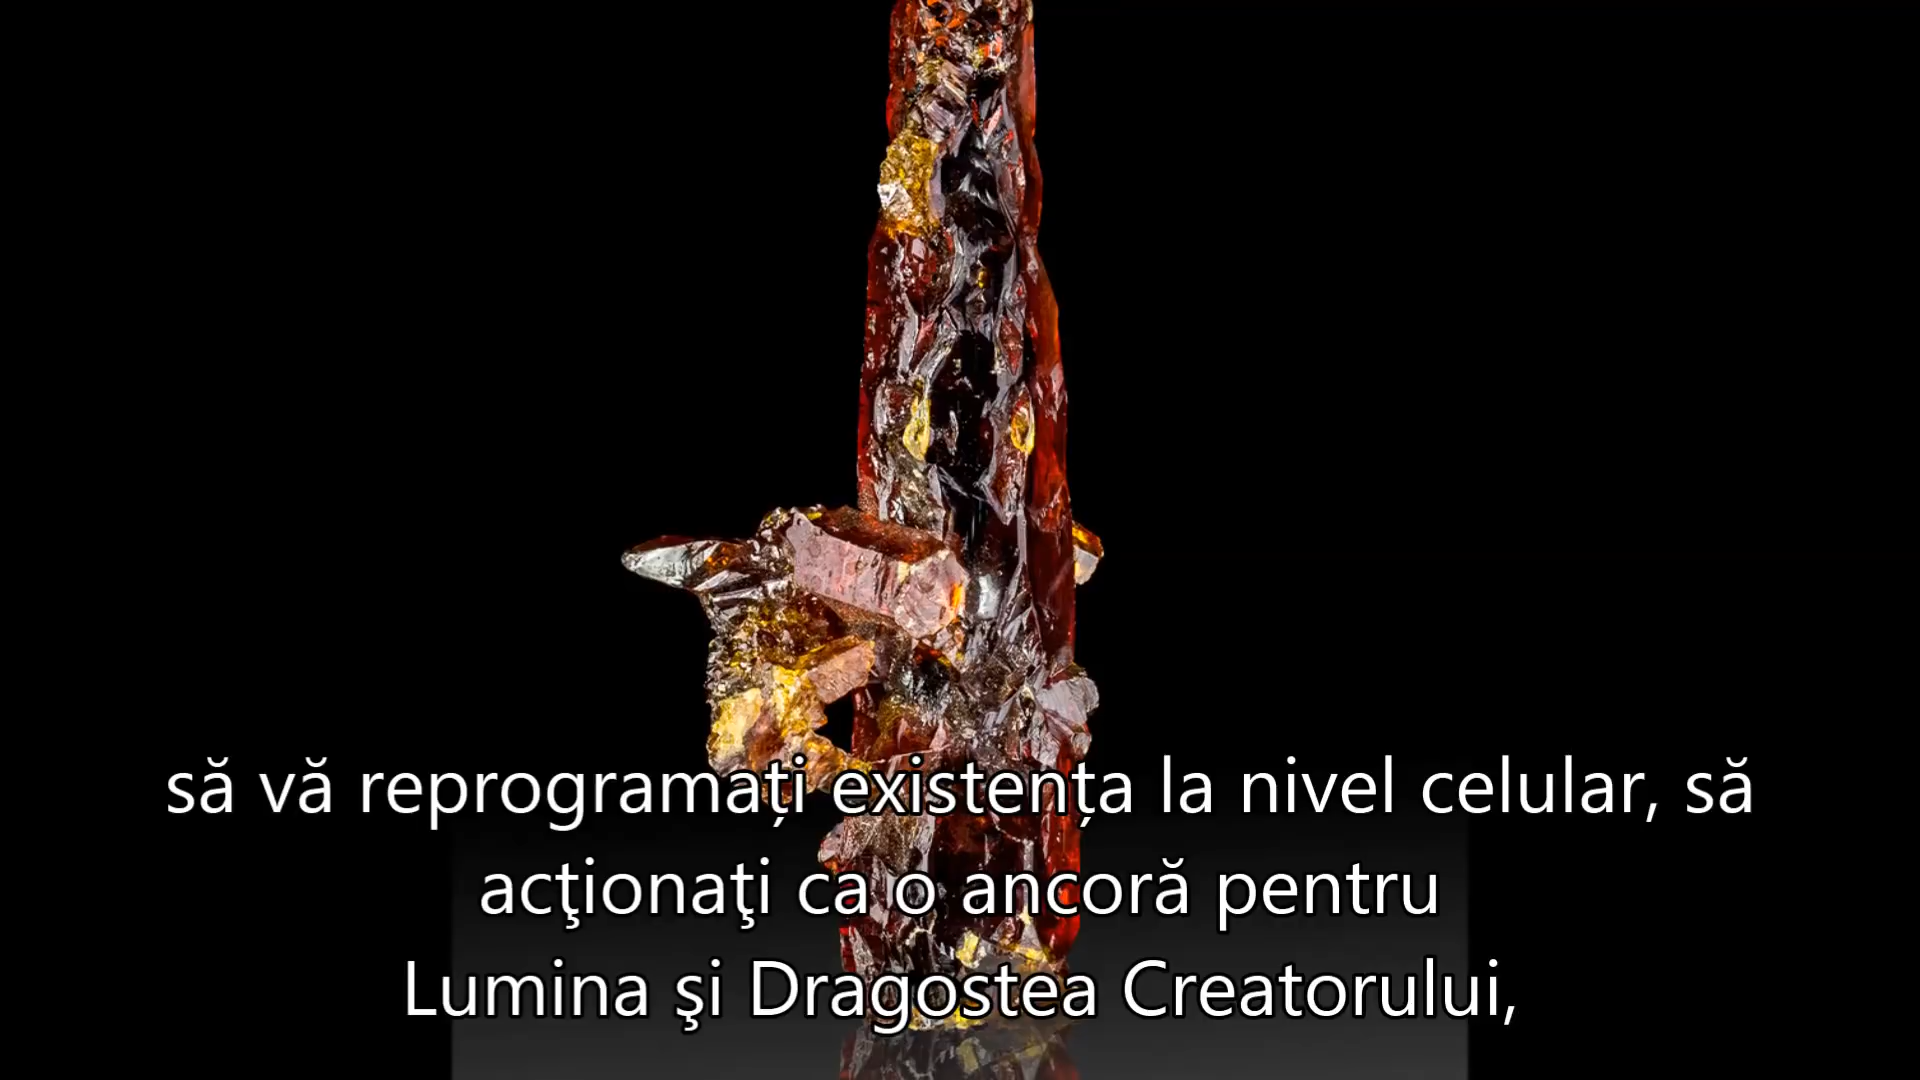 să vă reprogramați existența la nivel celular, să
acţionaţi ca o ancoră pentru
Lumina şi Dragostea Creatorului,